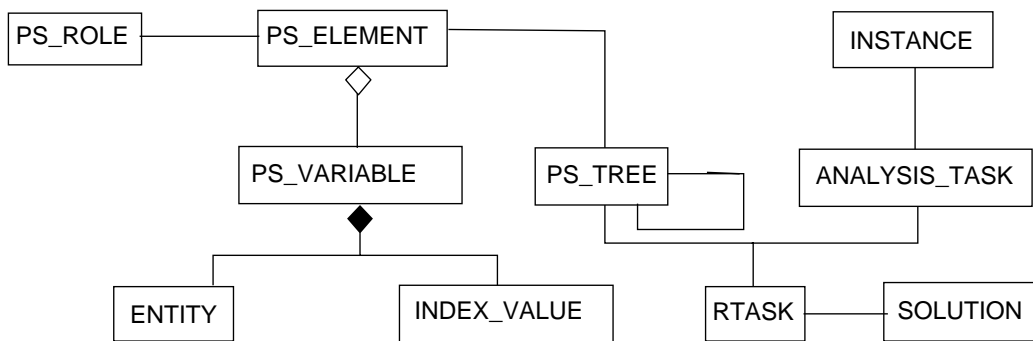 PS_ROLE
PS_ELEMENT
INSTANCE
PS_VARIABLE
PS_TREE
ANALYSIS_TASK
ENTITY
INDEX_VALUE
RTASK
SOLUTION